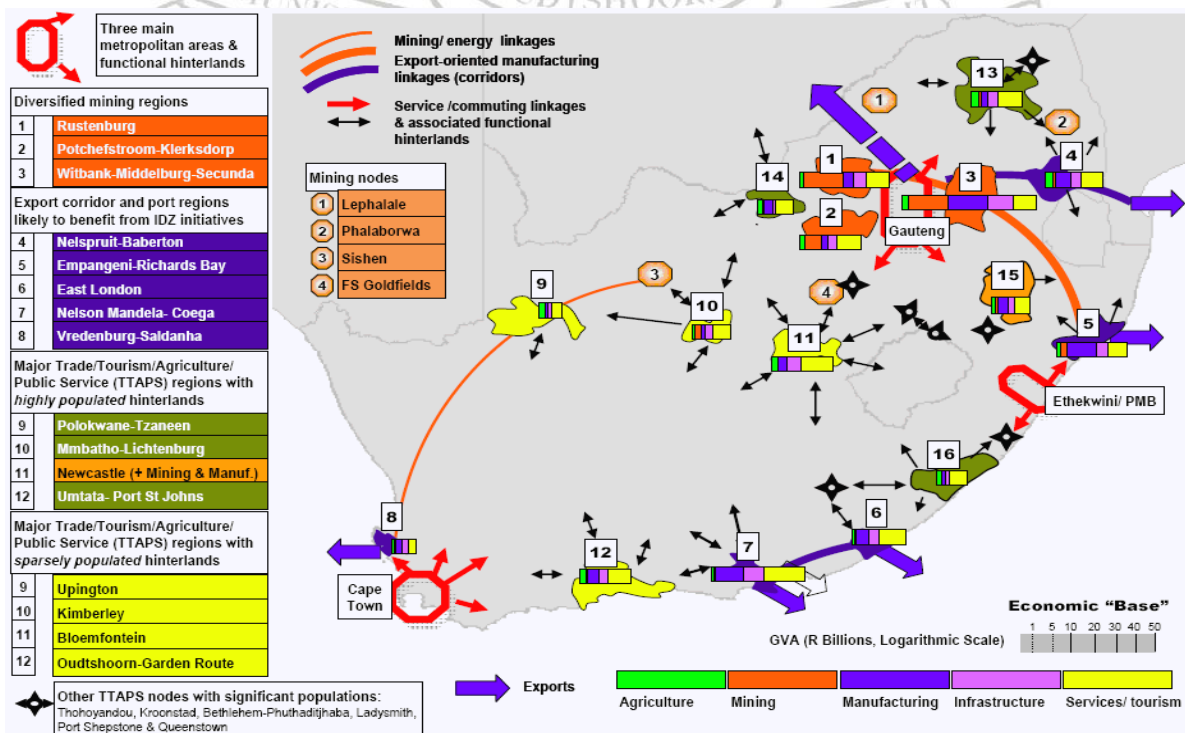 Three main
metropolitan areas &
functional hinterlands
Diversified mining regions
1 Rustenburg
2 Potchefstroom-Klerksdorp
3 Witbank-Middelburg-Secunda
Export corridor and port regions
likely to benefit from IDZ initiatives
4 Nelspruit-Baberton
5 Empangeni-Richards Bay
6 East London
7 Nelson Mandela- Coega
8 Vredenburg-Saldanha
Major Trade/Tourism/Agriculture/
Public Service (TTAPS) regions with
highly populated hinterlands
9 Polokwane-Tzaneen
10 Mmbatho-Lichtenburg
11 Newcastle (+ Mining & Manuf.)
12 Umtata- Port St Johns
Major Trade/Tourism/Agriculture/
Public Service (TTAPS) regions with
sparsely populated hinterlands
9 Upington
10 Kimberley
11 Bloemfontein
12 Oudtshoorn-Garden Route
Other TTAPS nodes with significant populations:
Thohoyandou, Kroonstad, Bethlehem-Phuthaditjhaba, Ladysmith,
Port Shepstone & Queenstown
Mining/ energy linkages
Export-oriented manufacturing
linkages (corridors)
Service /commuting linkages
& associated functional
hinterlands
Mining nodes
1 Lephalale
2 Phalaborwa
3 Sishen
4 FS Goldfields
13
1
2
4
14
1
3
2
Gauteng
15
9
3
10
4
11
5
Ethekwini/ PMB
16
8
6
7
12
Cape
Town
Economic “Base”
GVA (R Billions, Logarithmic Scale)
1 5 10 20 30 40 50
Exports
Agriculture
Mining
Manufacturing
Infrastructure
Services/ tourism